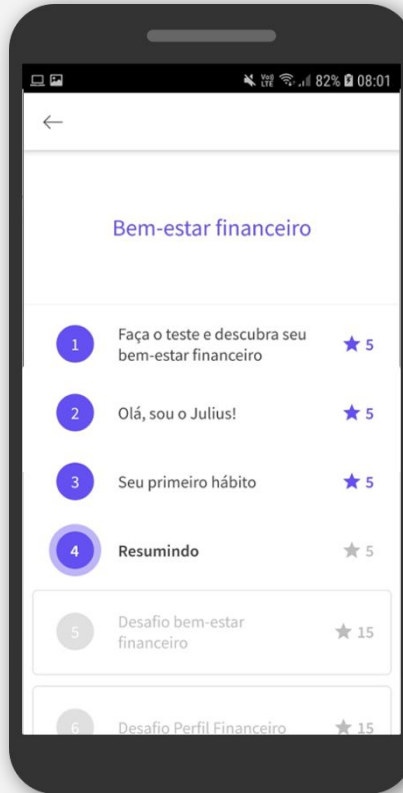 VoLTE 82% 08:01
Bem-estar financeiro
1 Faça o teste e descubra seu
bem-estar financeiro 5
2 Olá, sou o Julius! 5
3 Seu primeiro hábito 5
4 Resumindo 5
5 Desafio bem-estar
financeiro 15
6 Desafio Perfil Financeiro 15